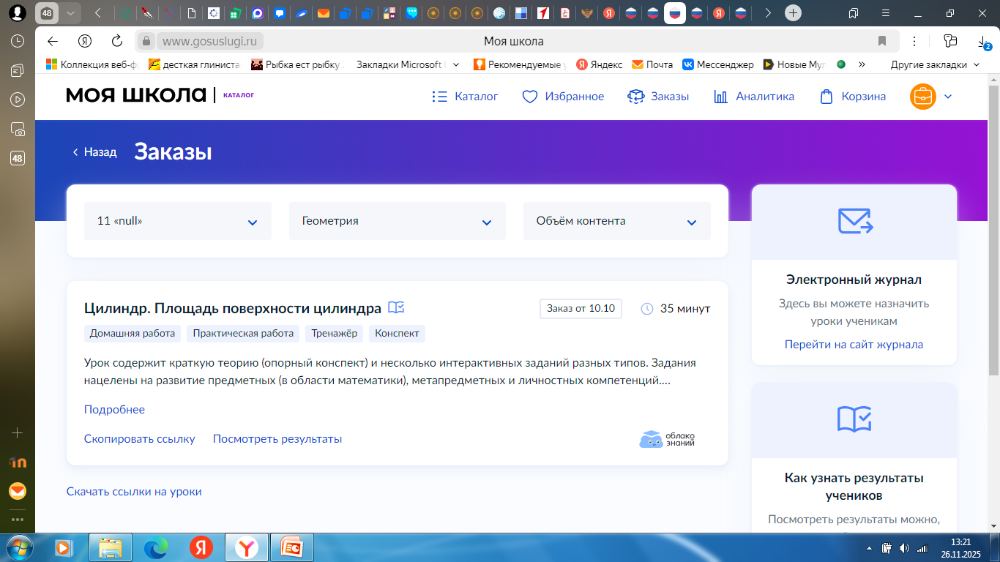 48
www.gosuslugi.ru
Моя школа
2
Коллекция веб-ф
десткая глиниста
Рыбка ест рыбку
Закладки Microsoft
Рекомендуемые
Яндекс
Почта
Мессенджер
Новые Му
Другие закладки
МОЯ ШКОЛА | КАТАЛОГ
Каталог
Избранное
Заказы
Аналитика
Корзина
48
Назад
Заказы
11 «null»
Геометрия
Объём контента
Цилиндр. Площадь поверхности цилиндра
Заказ от 10.10
35 минут
Домашняя работа
Практическая работа
Тренажёр
Конспект
Урок содержит краткую теорию (опорный конспект) и несколько интерактивных заданий разных типов. Задания
нацелены на развитие предметных (в области математики), метапредметных и личностных компетенций....
Подробнее
Скопировать ссылку
Посмотреть результаты
облако
знаний
Скачать ссылки на уроки
Электронный журнал
Здесь вы можете назначить
уроки ученикам
Перейти на сайт журнала
Как узнать результаты
учеников
Посмотреть результаты можно,
13:21
26.11.2025